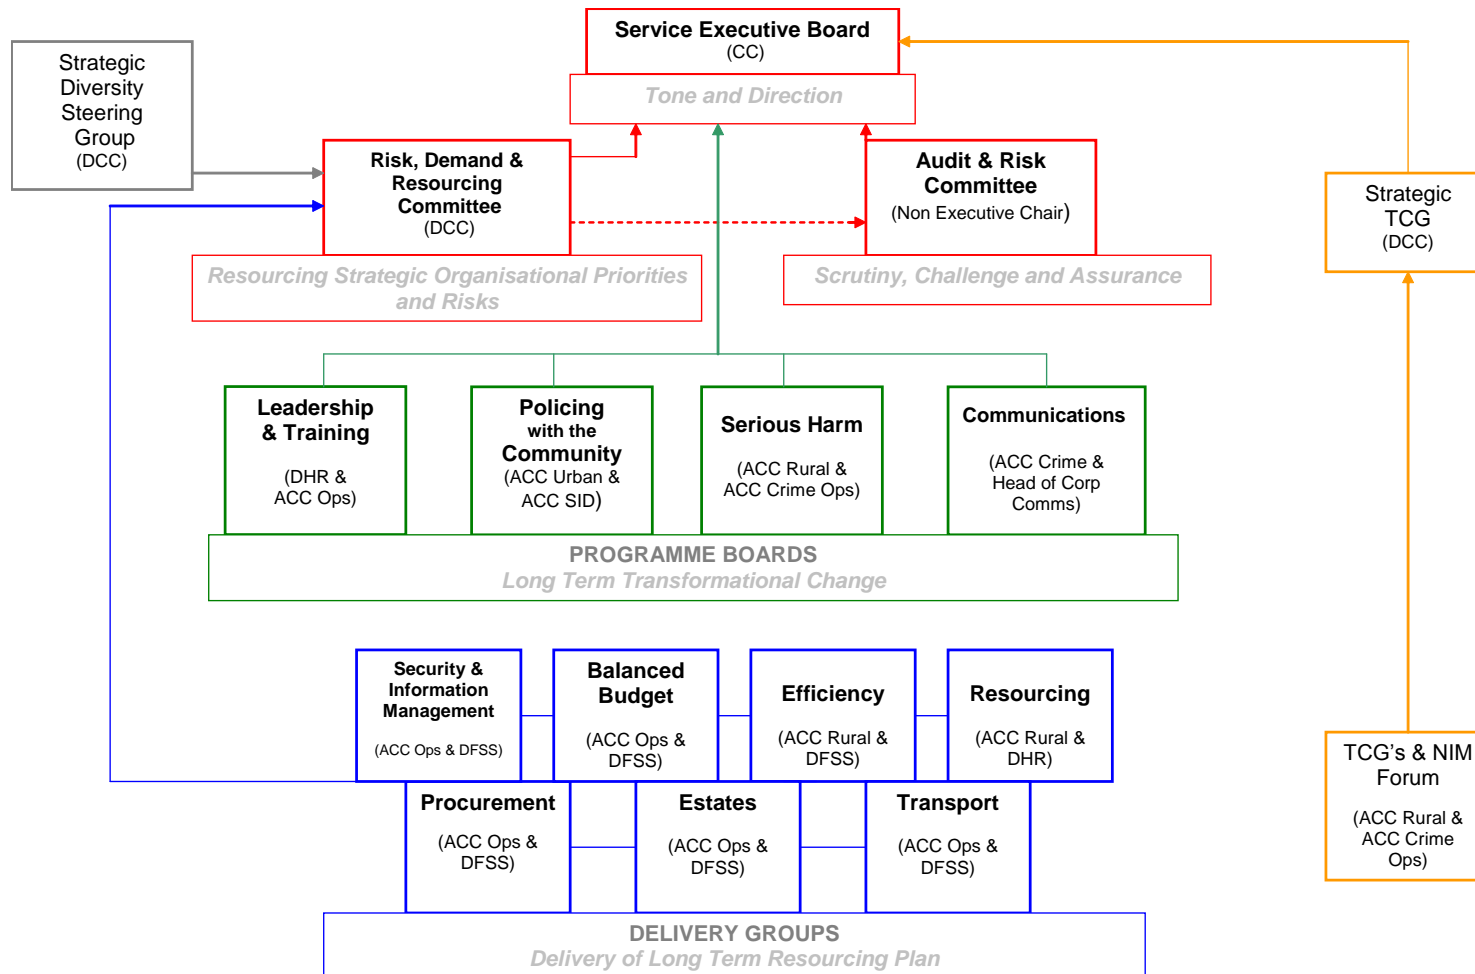 Service Executive Board
(CC)
Tone and Direction
Strategic
Diversity
Steering
Group
(DCC)
Risk, Demand &
Resourcing
Committee
(DCC)
Resourcing Strategic Organisational Priorities
and Risks
Audit & Risk
Committee
(Non Executive Chair)
Scrutiny, Challenge and Assurance
Strategic
TCG
(DCC)
Leadership
& Training
(DHR &
ACC Ops)
Policing
with the
Community
(ACC Urban &
ACC SID)
Serious Harm
(ACC Rural &
ACC Crime Ops)
Communications
(ACC Crime &
Head of Corp
Comms)
PROGRAMME BOARDS
Long Term Transformational Change
Security &
Information
Management
(ACC Ops & DFSS)
Balanced
Budget
(ACC Ops &
DFSS)
Efficiency
(ACC Rural &
DFSS)
Resourcing
(ACC Rural &
DHR)
Procurement
(ACC Ops &
DFSS)
Estates
(ACC Ops &
DFSS)
Transport
(ACC Ops &
DFSS)
DELIVERY GROUPS
Delivery of Long Term Resourcing Plan
TCG's & NIM
Forum
(ACC Rural &
ACC Crime
Ops)